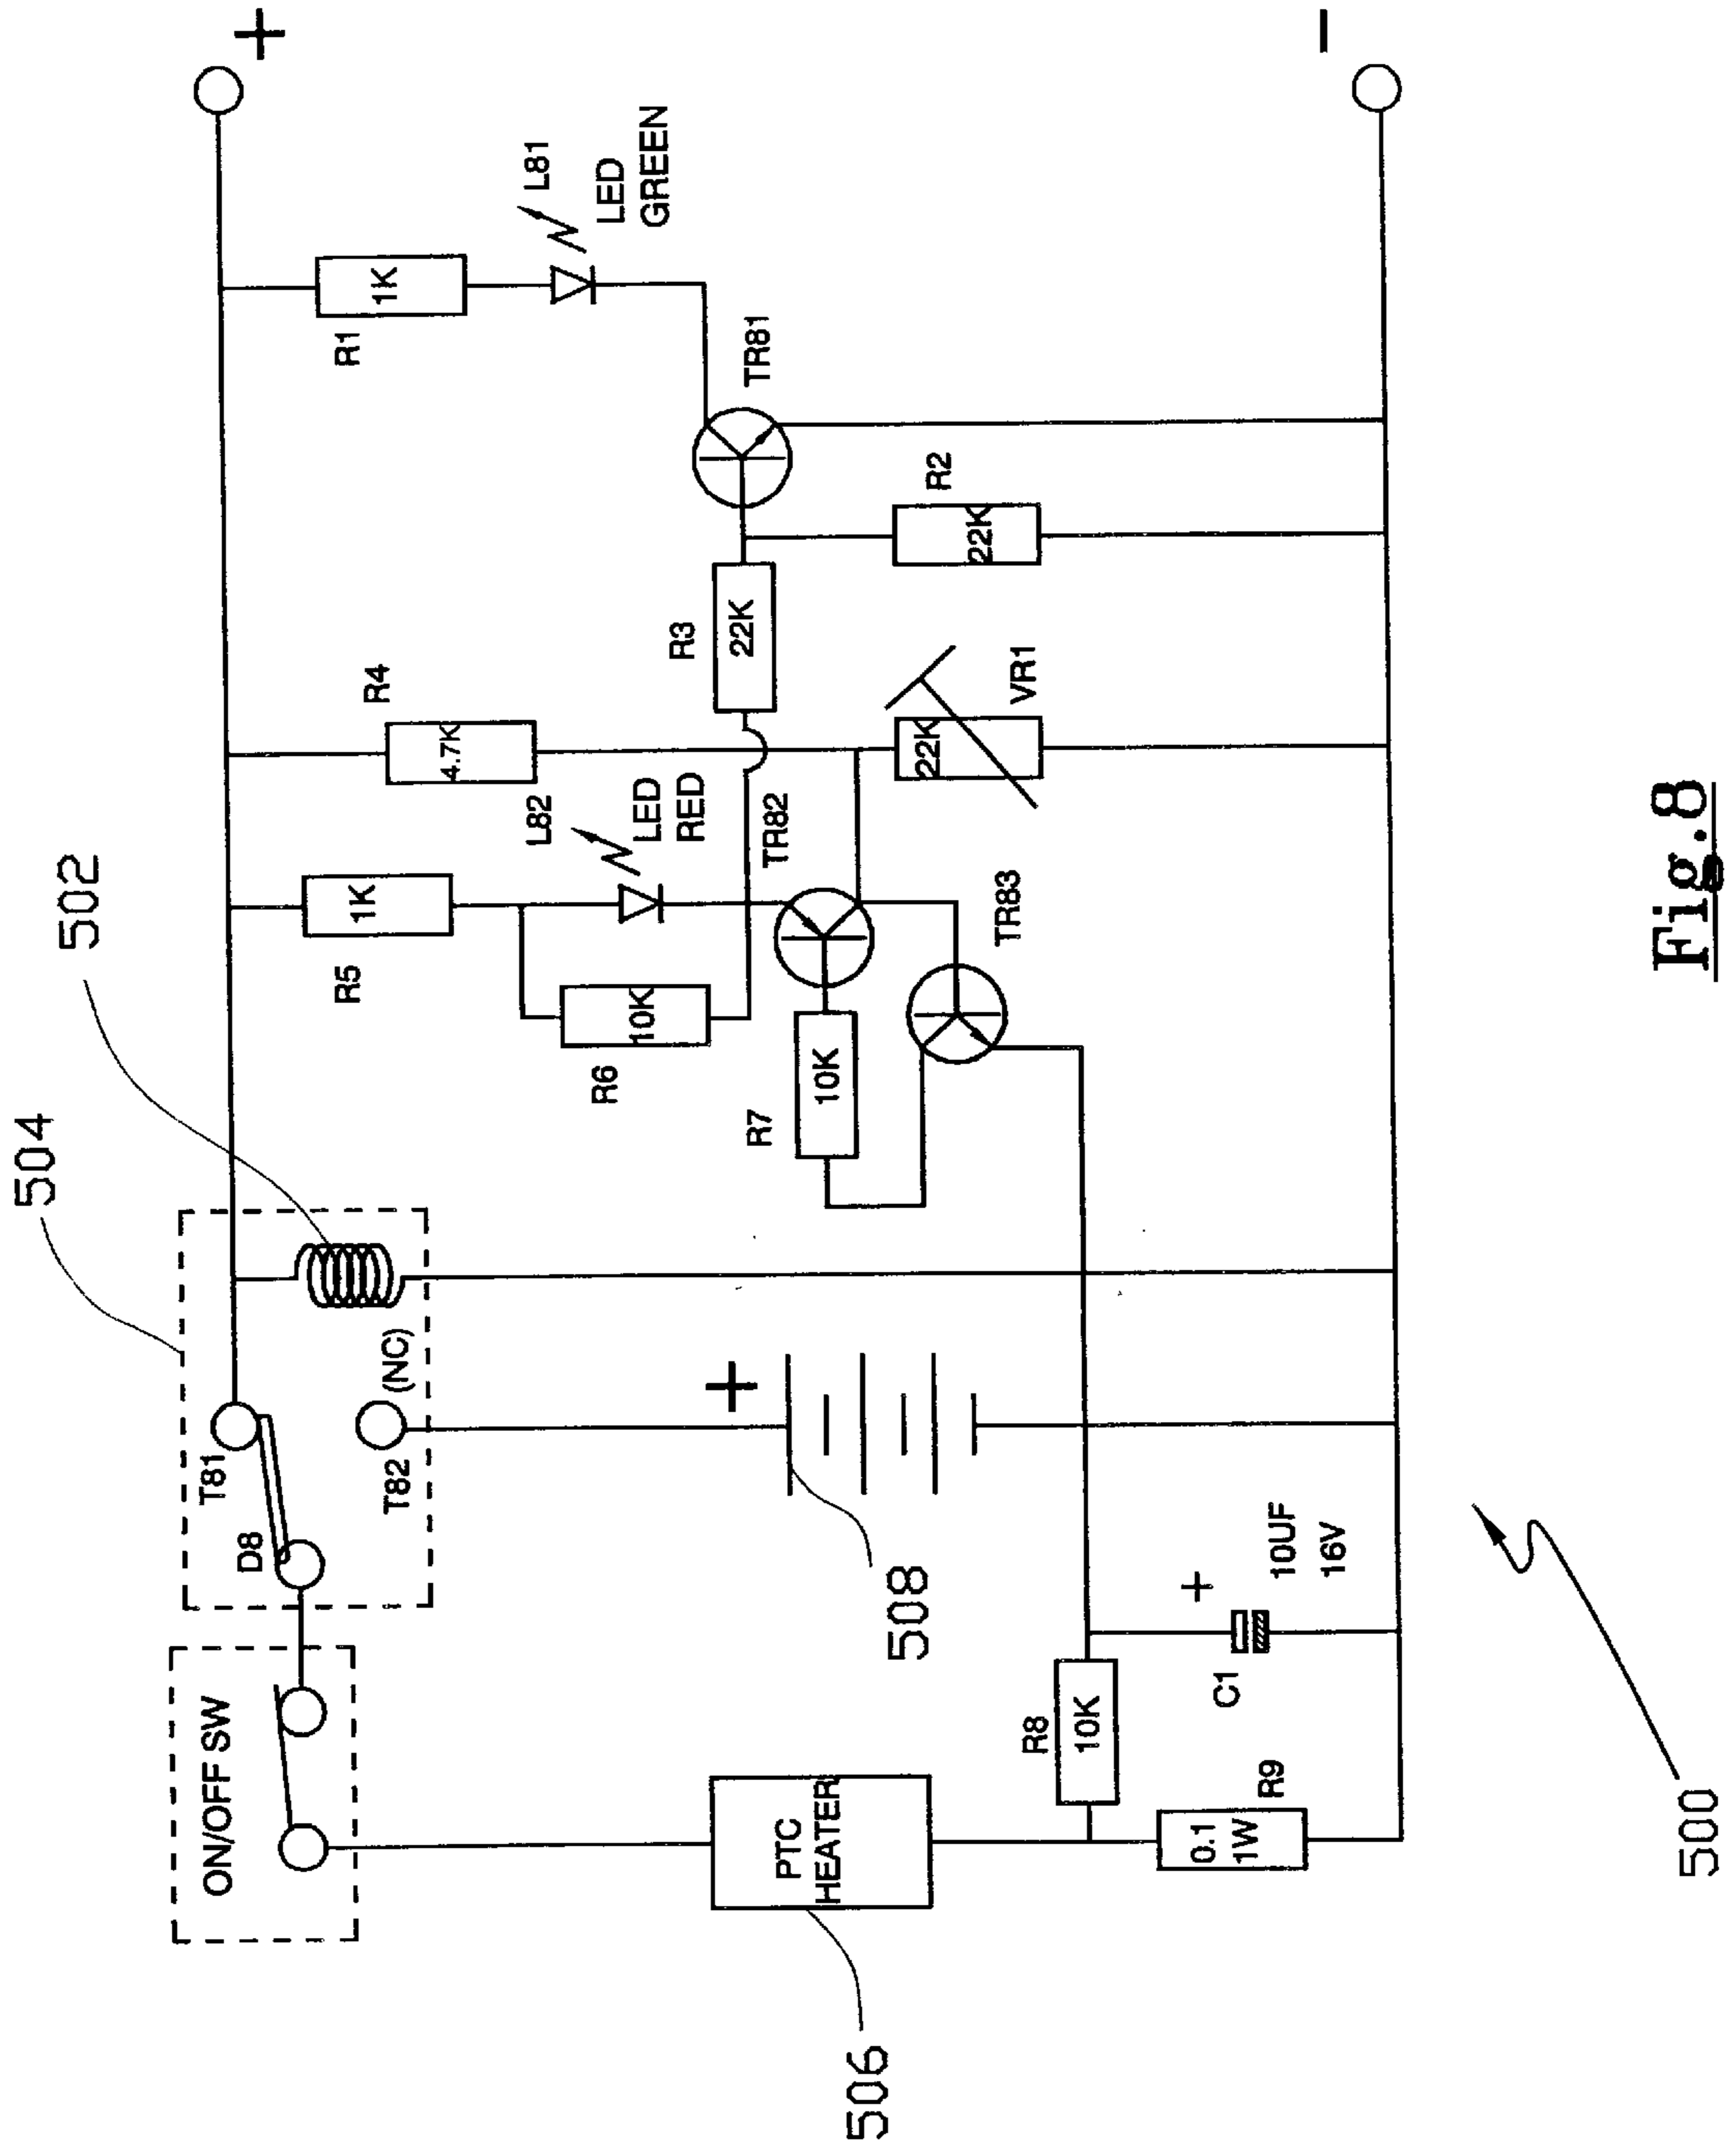 504
502
ON/OFF SW
D8
T81
T82
(NC)
+
508
506
PTC
HEATER
R8
10K
C1
+
10UF
16V
R9
0.1
1W
R5
1K
L82
LED
RED
R6
10K
R7
10K
TR82
TR83
R4
4.7K
R3
22K
22K
VR1
R2
22K
TR81
R1
1K
L81
LED
GREEN
+
−
500
Fig.8